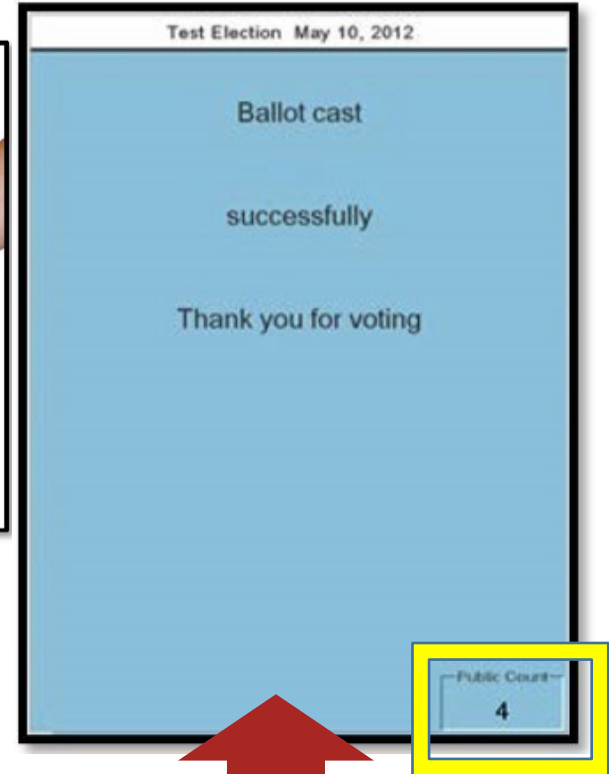 Test Election May 10, 2012
Ballot cast
successfully
Thank you for voting
Public Count
4